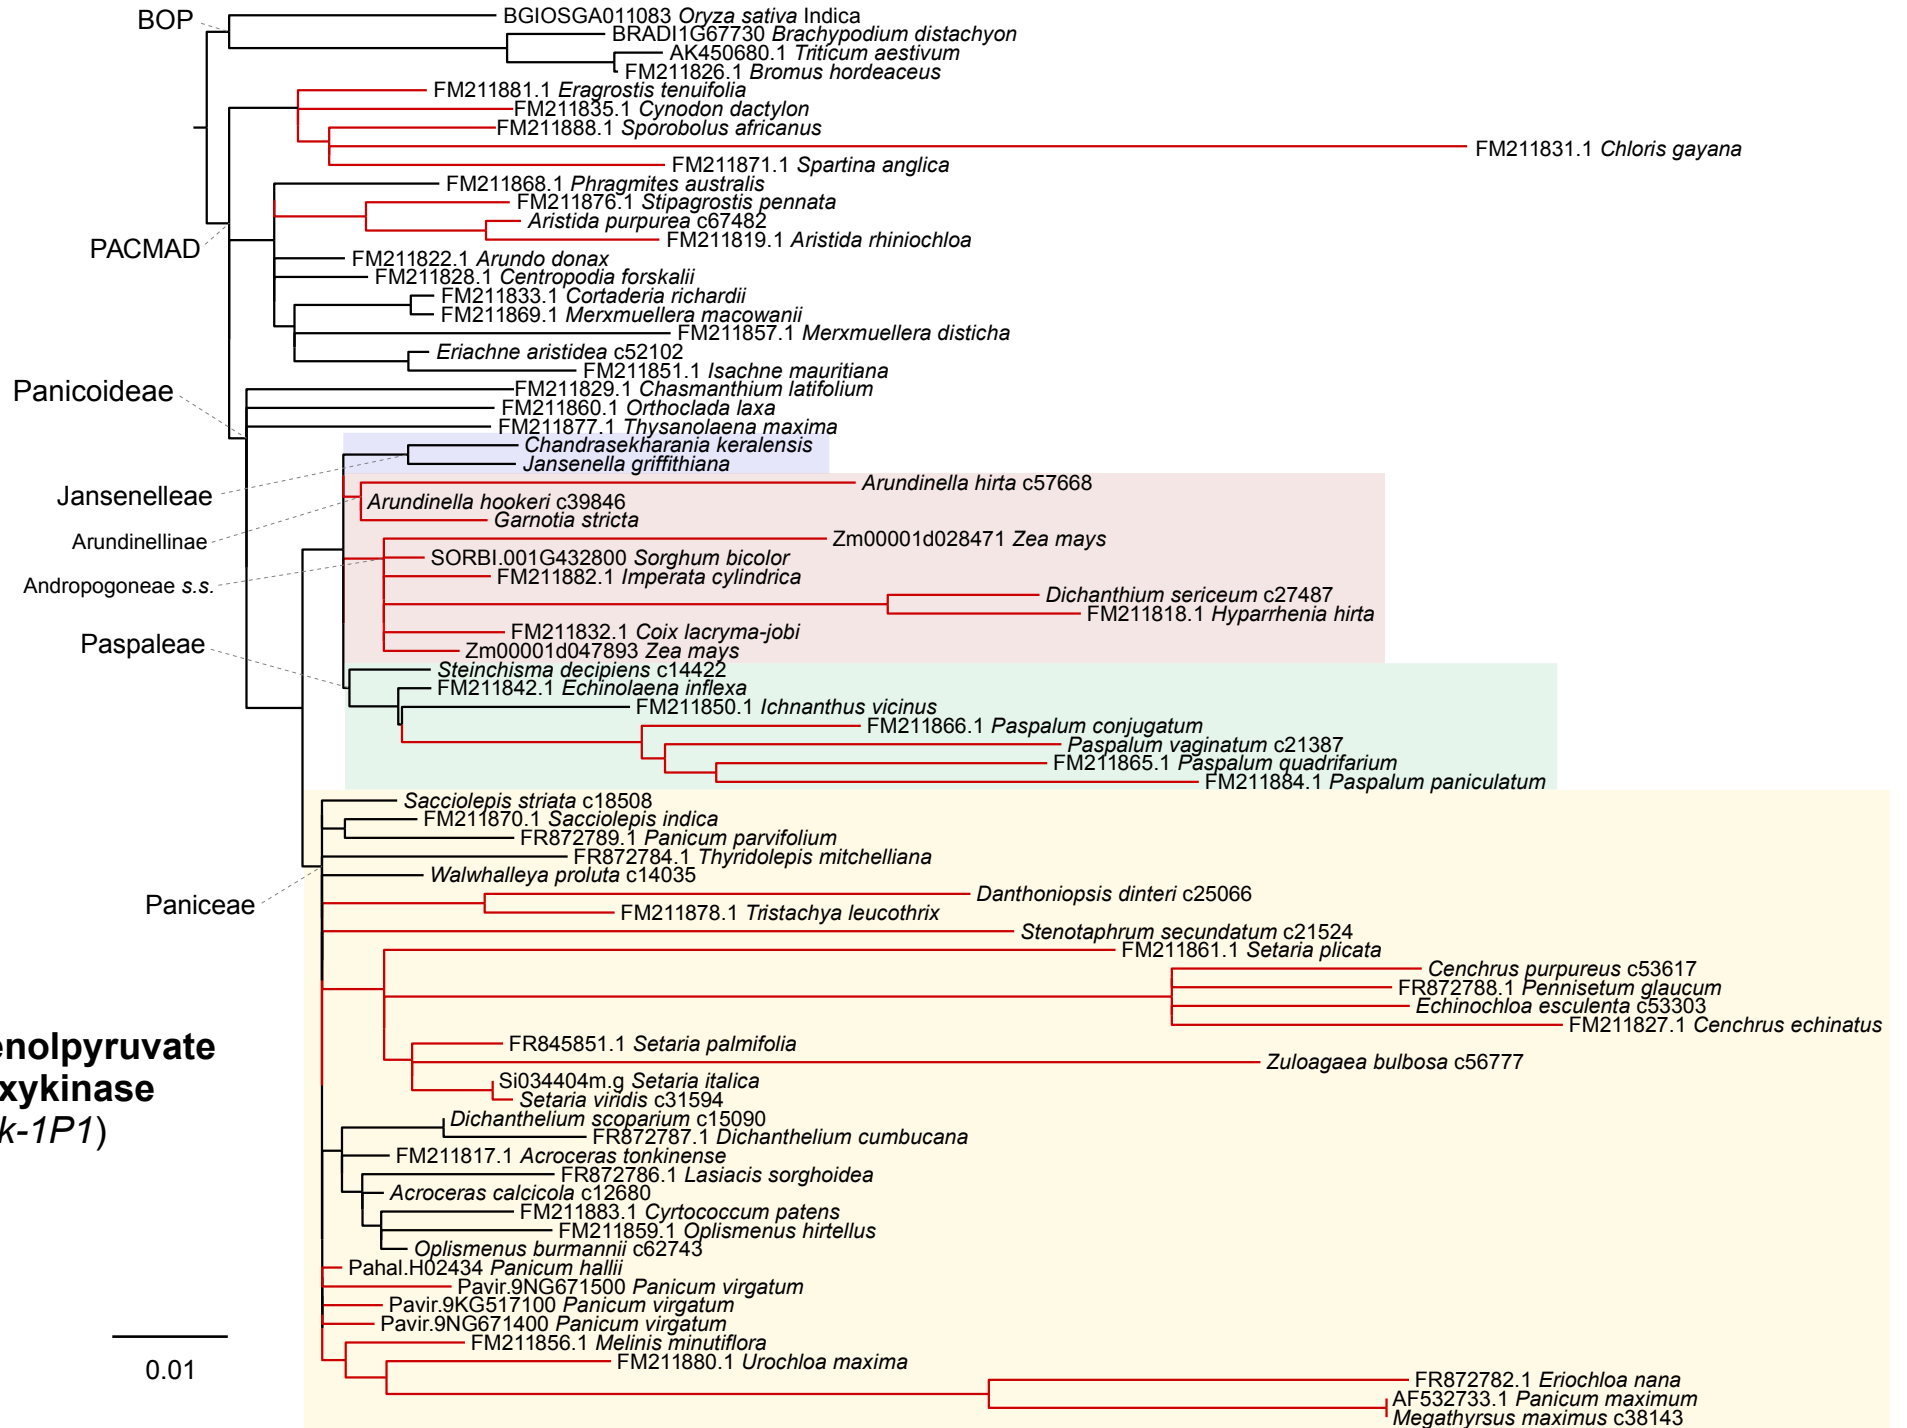 BOP
BGIOSGA011083 Oryza sativa Indica
BRADI1G67730 Brachypodium distachyon
AK450680.1 Triticum aestivum
FM211826.1 Bromus hordeaceus
FM211881.1 Eragrostis tenuifolia
FM211835.1 Cynodon dactylon
FM211888.1 Sporobolus africanus
FM211831.1 Chloris gayana
FM211871.1 Spartina anglica
FM211868.1 Phragmites australis
FM211876.1 Stipagrostis pennata
Aristida purpurea c67482
FM211819.1 Aristida rhiniochloa
PACMAD
FM211822.1 Arundo donax
FM211828.1 Centropodia forskalii
FM211833.1 Cortaderia richardii
FM211869.1 Merxmuellera macowanii
FM211857.1 Merxmuellera disticha
Eriachne aristidea c52102
FM211851.1 Isachne mauritiana
Panicoideae
FM211829.1 Chasmanthium latifolium
FM211860.1 Orthoclada laxa
FM211877.1 Thysanolaena maxima
Chandrasekharania keralensis
Jansenella griffithiana
Jansenelleae
Arundinella hirta c57668
Arundinella hookeri c39846
Garnotia stricta
Arundinellinae
Zm00001d028471 Zea mays
SORBI.001G432800 Sorghum bicolor
FM211882.1 Imperata cylindrica
Andropogoneae s.s.
Dichanthium sericeum c27487
FM211818.1 Hyparrhenia hirta
FM211832.1 Coix lacryma-jobi
Zm00001d047893 Zea mays
Paspaleae
Steinchisma decipiens c14422
FM211842.1 Echinolaena inflexa
FM211850.1 Ichnanthus vicinus
FM211866.1 Paspalum conjugatum
Paspalum vaginatum c21387
FM211865.1 Paspalum quadrifarium
FM211884.1 Paspalum paniculatum
Sacciolepis striata c18508
FM211870.1 Sacciolepis indica
FR872789.1 Panicum parvifolium
FR872784.1 Thyridolepis mitchelliana
Walwhalleya proluta c14035
Paniceae
Danthoniopsis dinteri c25066
FM211878.1 Tristachya leucothrix
Stenotaphrum secundatum c21524
FM211861.1 Setaria plicata
Cenchrus purpureus c53617
FR872788.1 Pennisetum glaucum
Echinochloa esculenta c53303
FM211827.1 Cenchrus echinatus
FR845851.1 Setaria palmifolia
Zuloagaea bulbosa c56777
Si034404m.g Setaria italica
Setaria viridis c31594
enolpyruvate
xykinase
k-1P1)
Dichanthelium scoparium c15090
FR872787.1 Dichanthelium cumbucana
FM211817.1 Acroceras tonkinense
FR872786.1 Lasiacis sorghoidea
Acroceras calcicola c12680
FM211883.1 Cyrtococcum patens
FM211859.1 Oplismenus hirtellus
Oplismenus burmannii c62743
Pahal.H02434 Panicum hallii
Pavir.9NG671500 Panicum virgatum
Pavir.9KG517100 Panicum virgatum
Pavir.9NG671400 Panicum virgatum
FM211856.1 Melinis minutiflora
FM211880.1 Urochloa maxima
FR872782.1 Eriochloa nana
AF532733.1 Panicum maximum
Megathyrsus maximus c38143
0.01